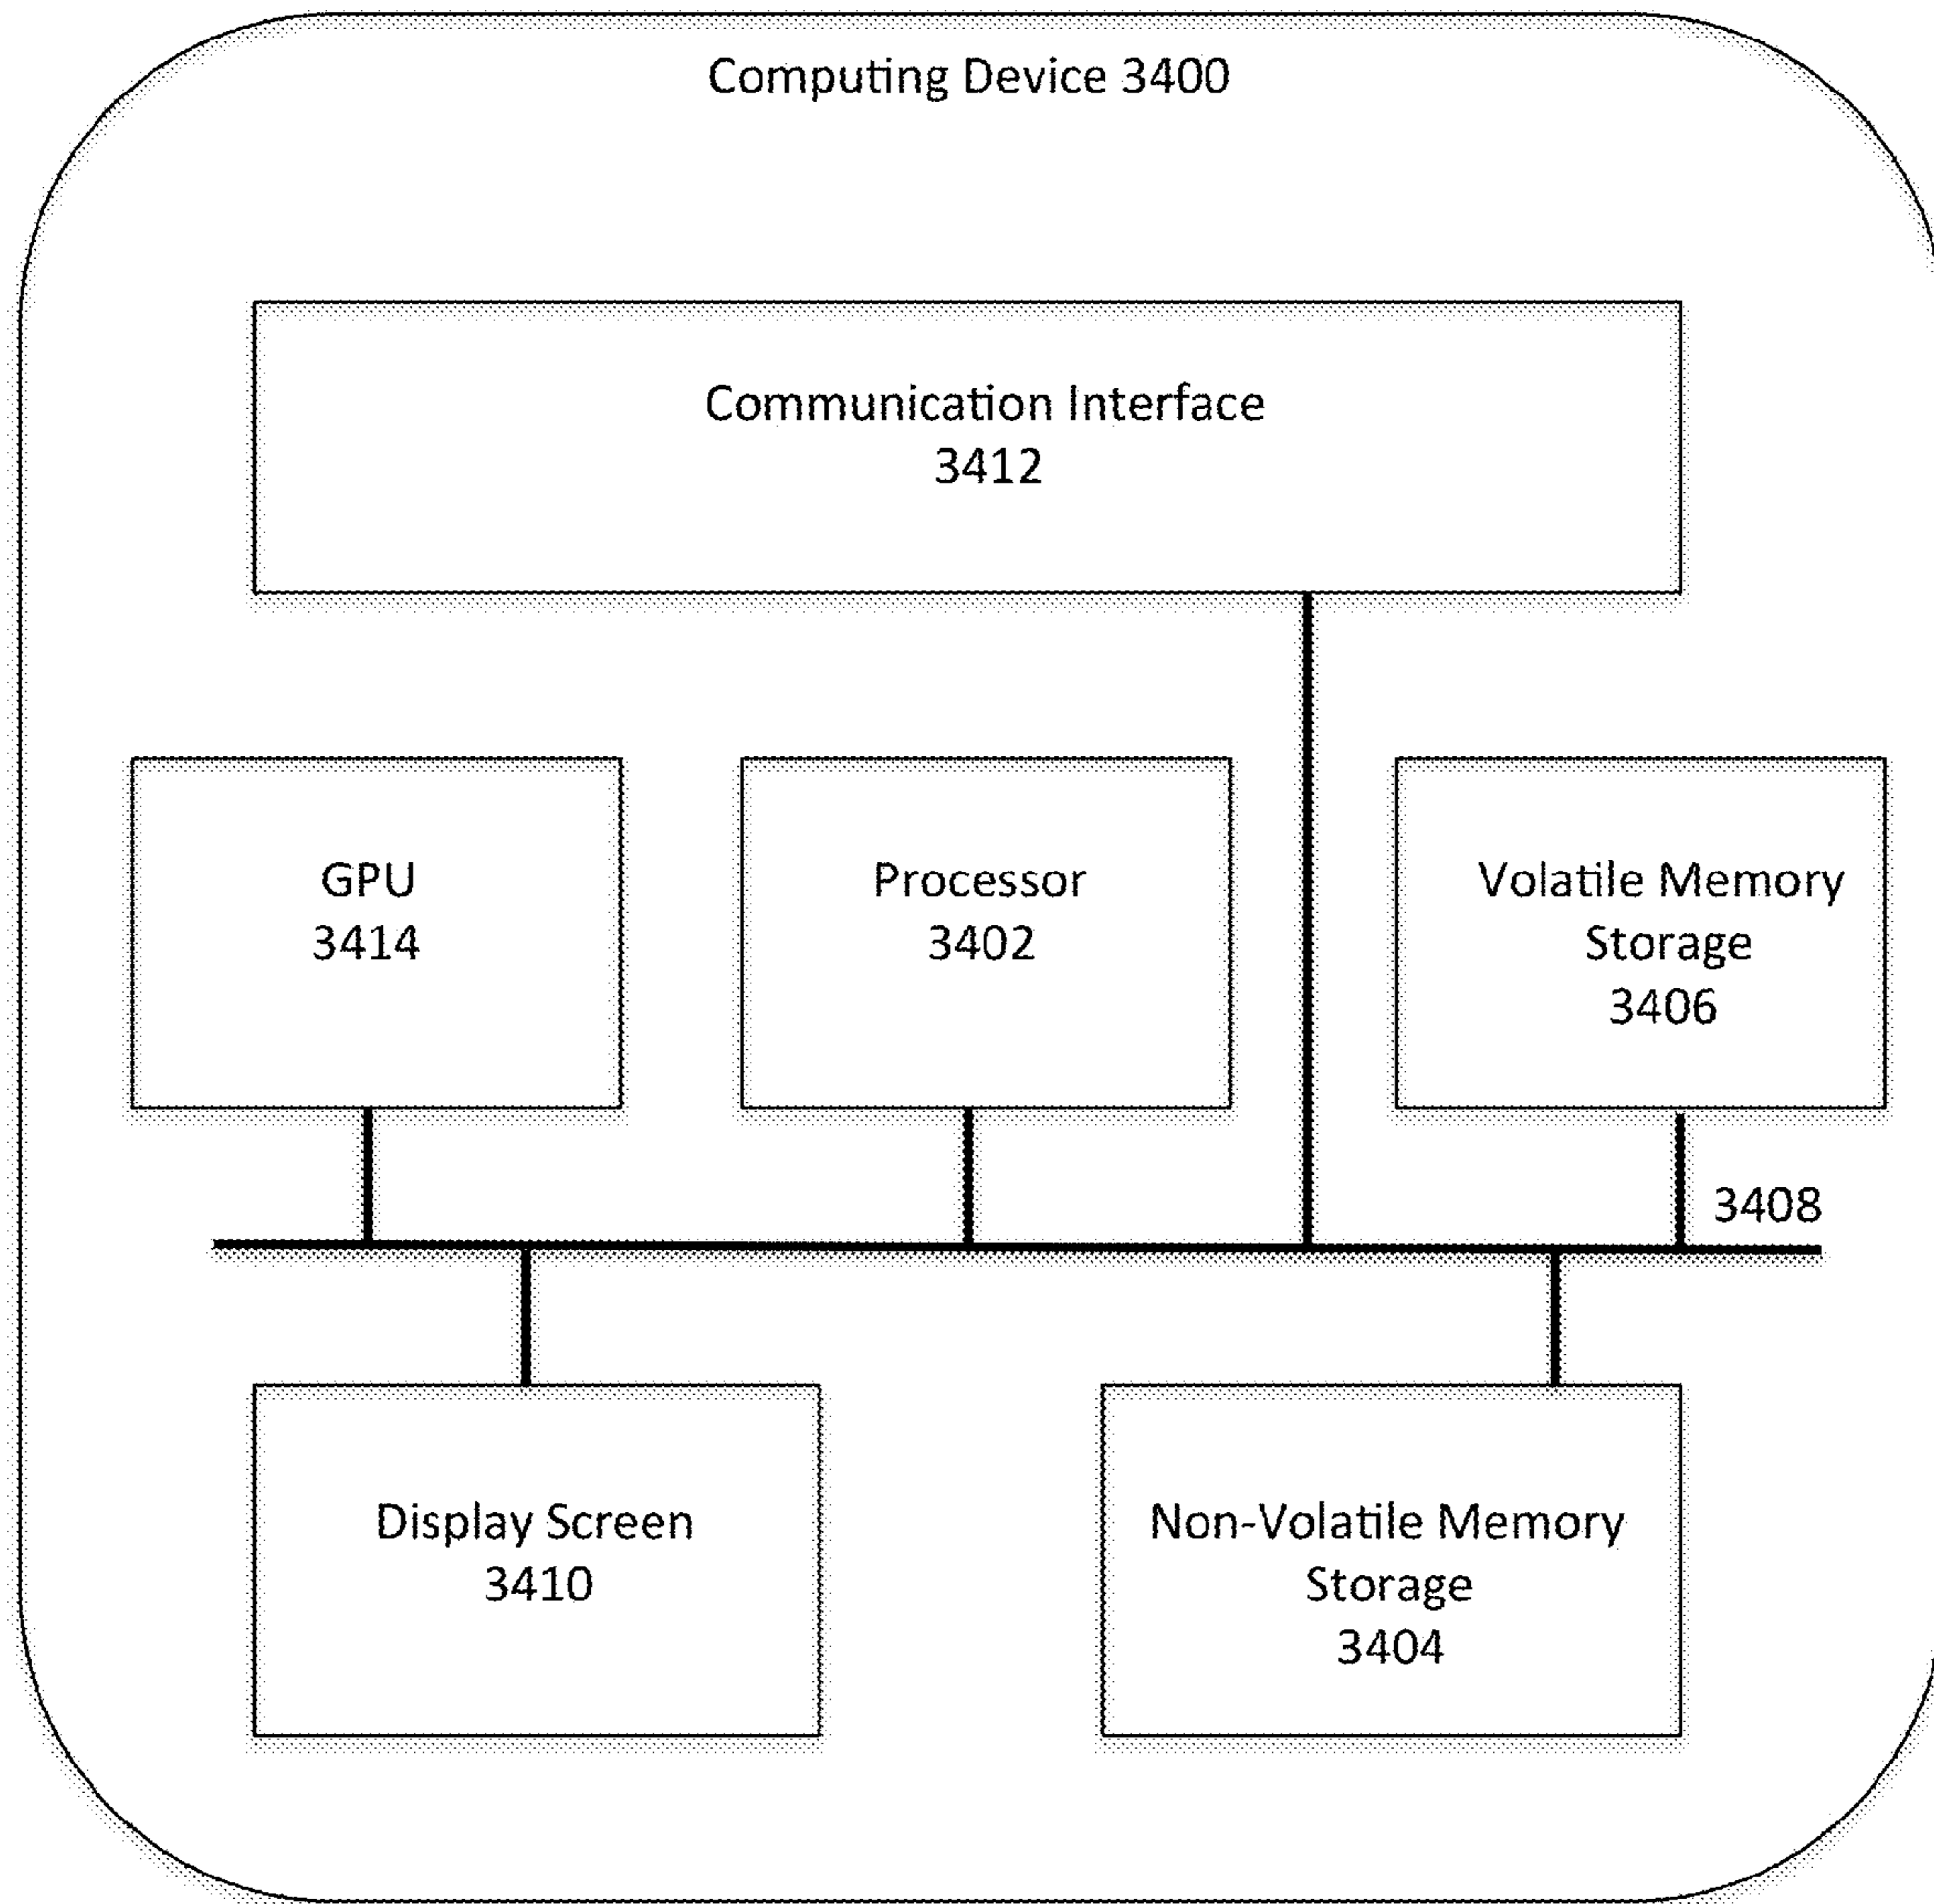 Computing Device 3400
Communication Interface
3412
GPU
3414
Processor
3402
Volatile Memory
Storage
3406
3408
Display Screen
3410
Non-Volatile Memory
Storage
3404